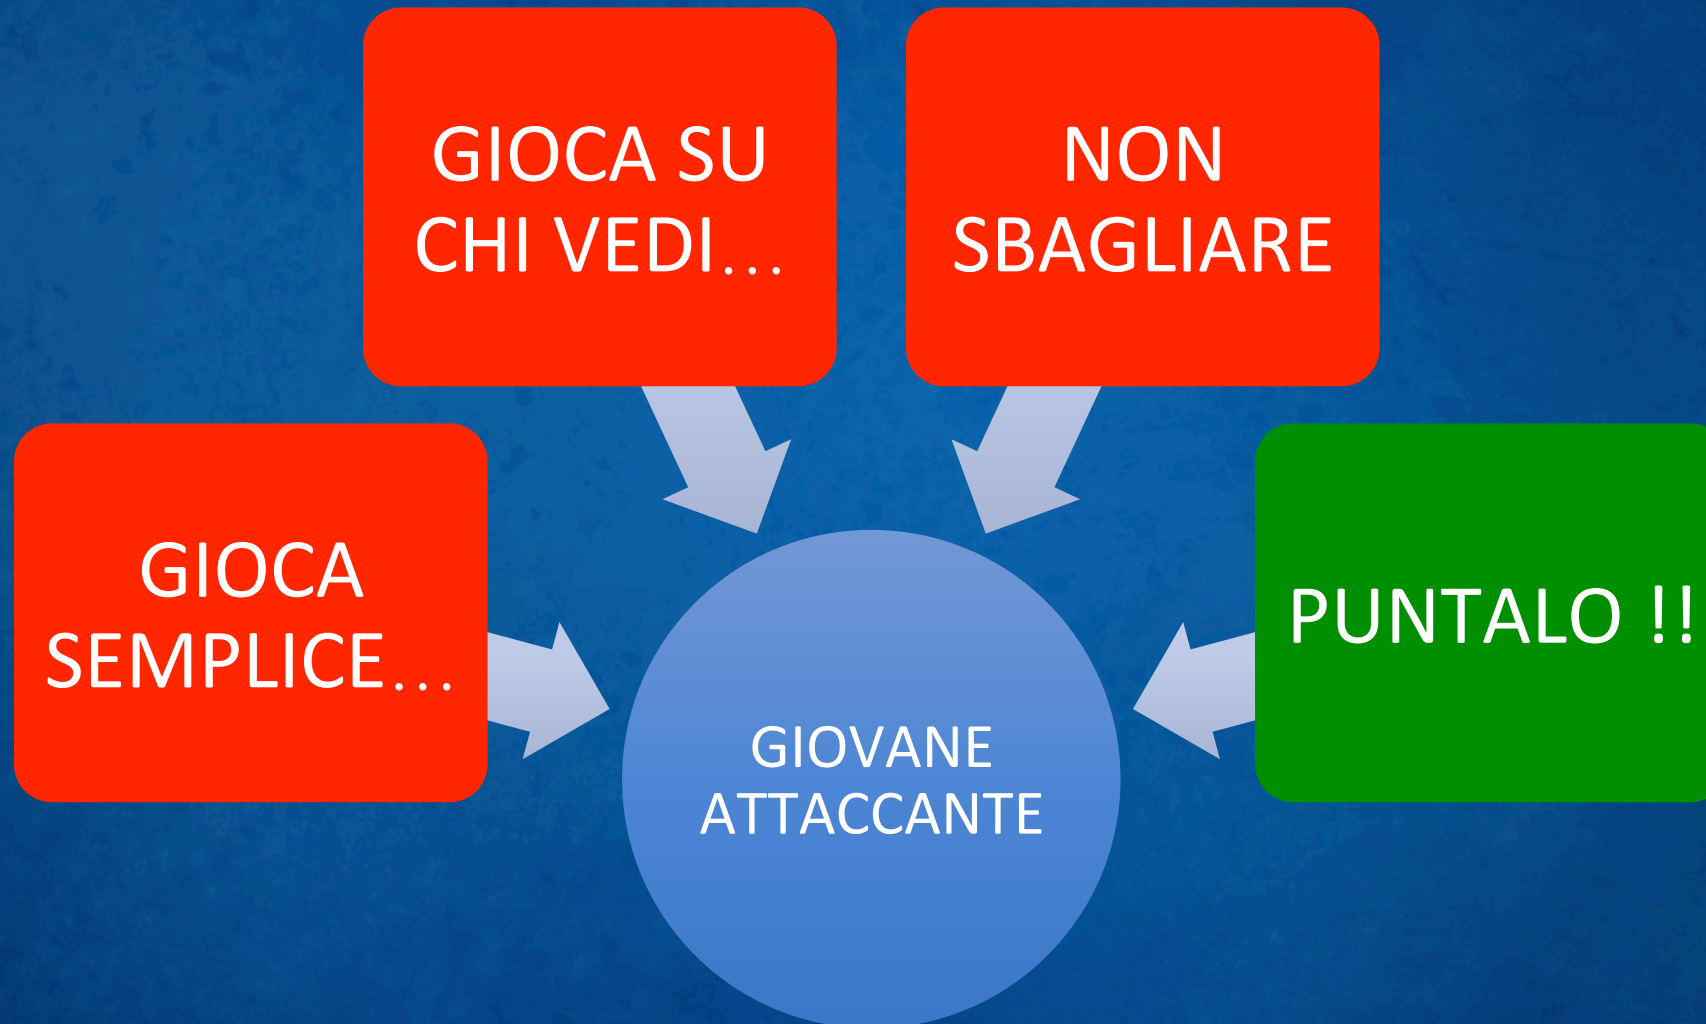 GIOCA SU
CHI VEDI...
NON
SBAGLIARE
GIOCA
SEMPLICE...
PUNTALO !!
GIOVANE
ATTACCANTE